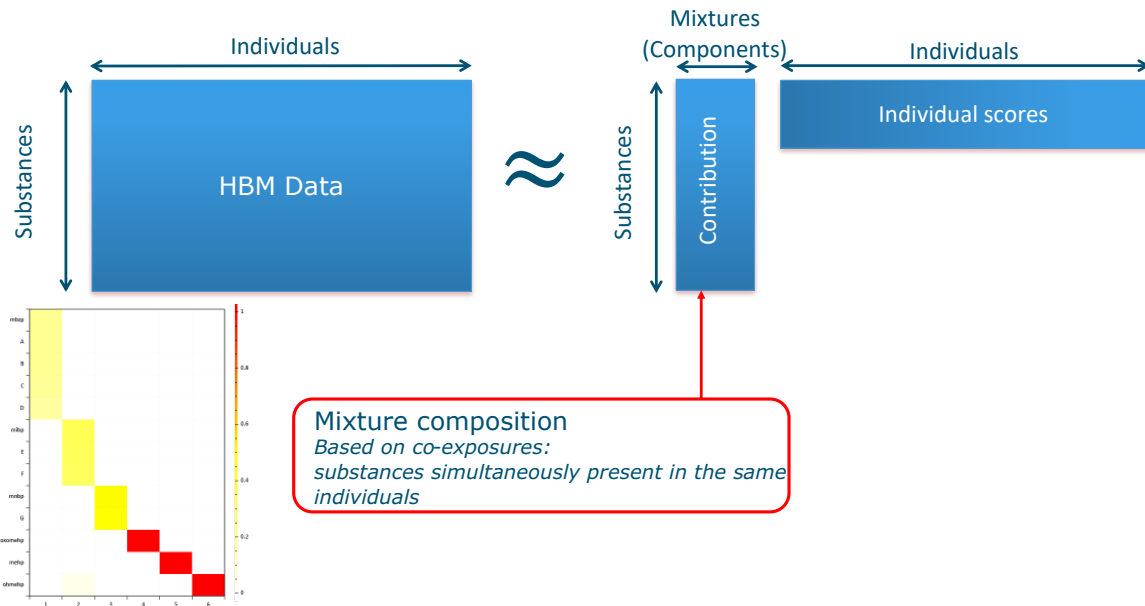 Mixtures
(Components)
Individuals
Individuals
Substances
HBM Data
≈
Substances
Contribution
Individual scores
Mixture composition
Based on co-exposures:
substances simultaneously present in the same
individuals
mbzp
A
B
C
D
mibp
E
F
mnbp
G
oxomehp
mehp
ohmehp
1 2 3 4 5 6
1
0.8
0.6
0.4
0.2
0